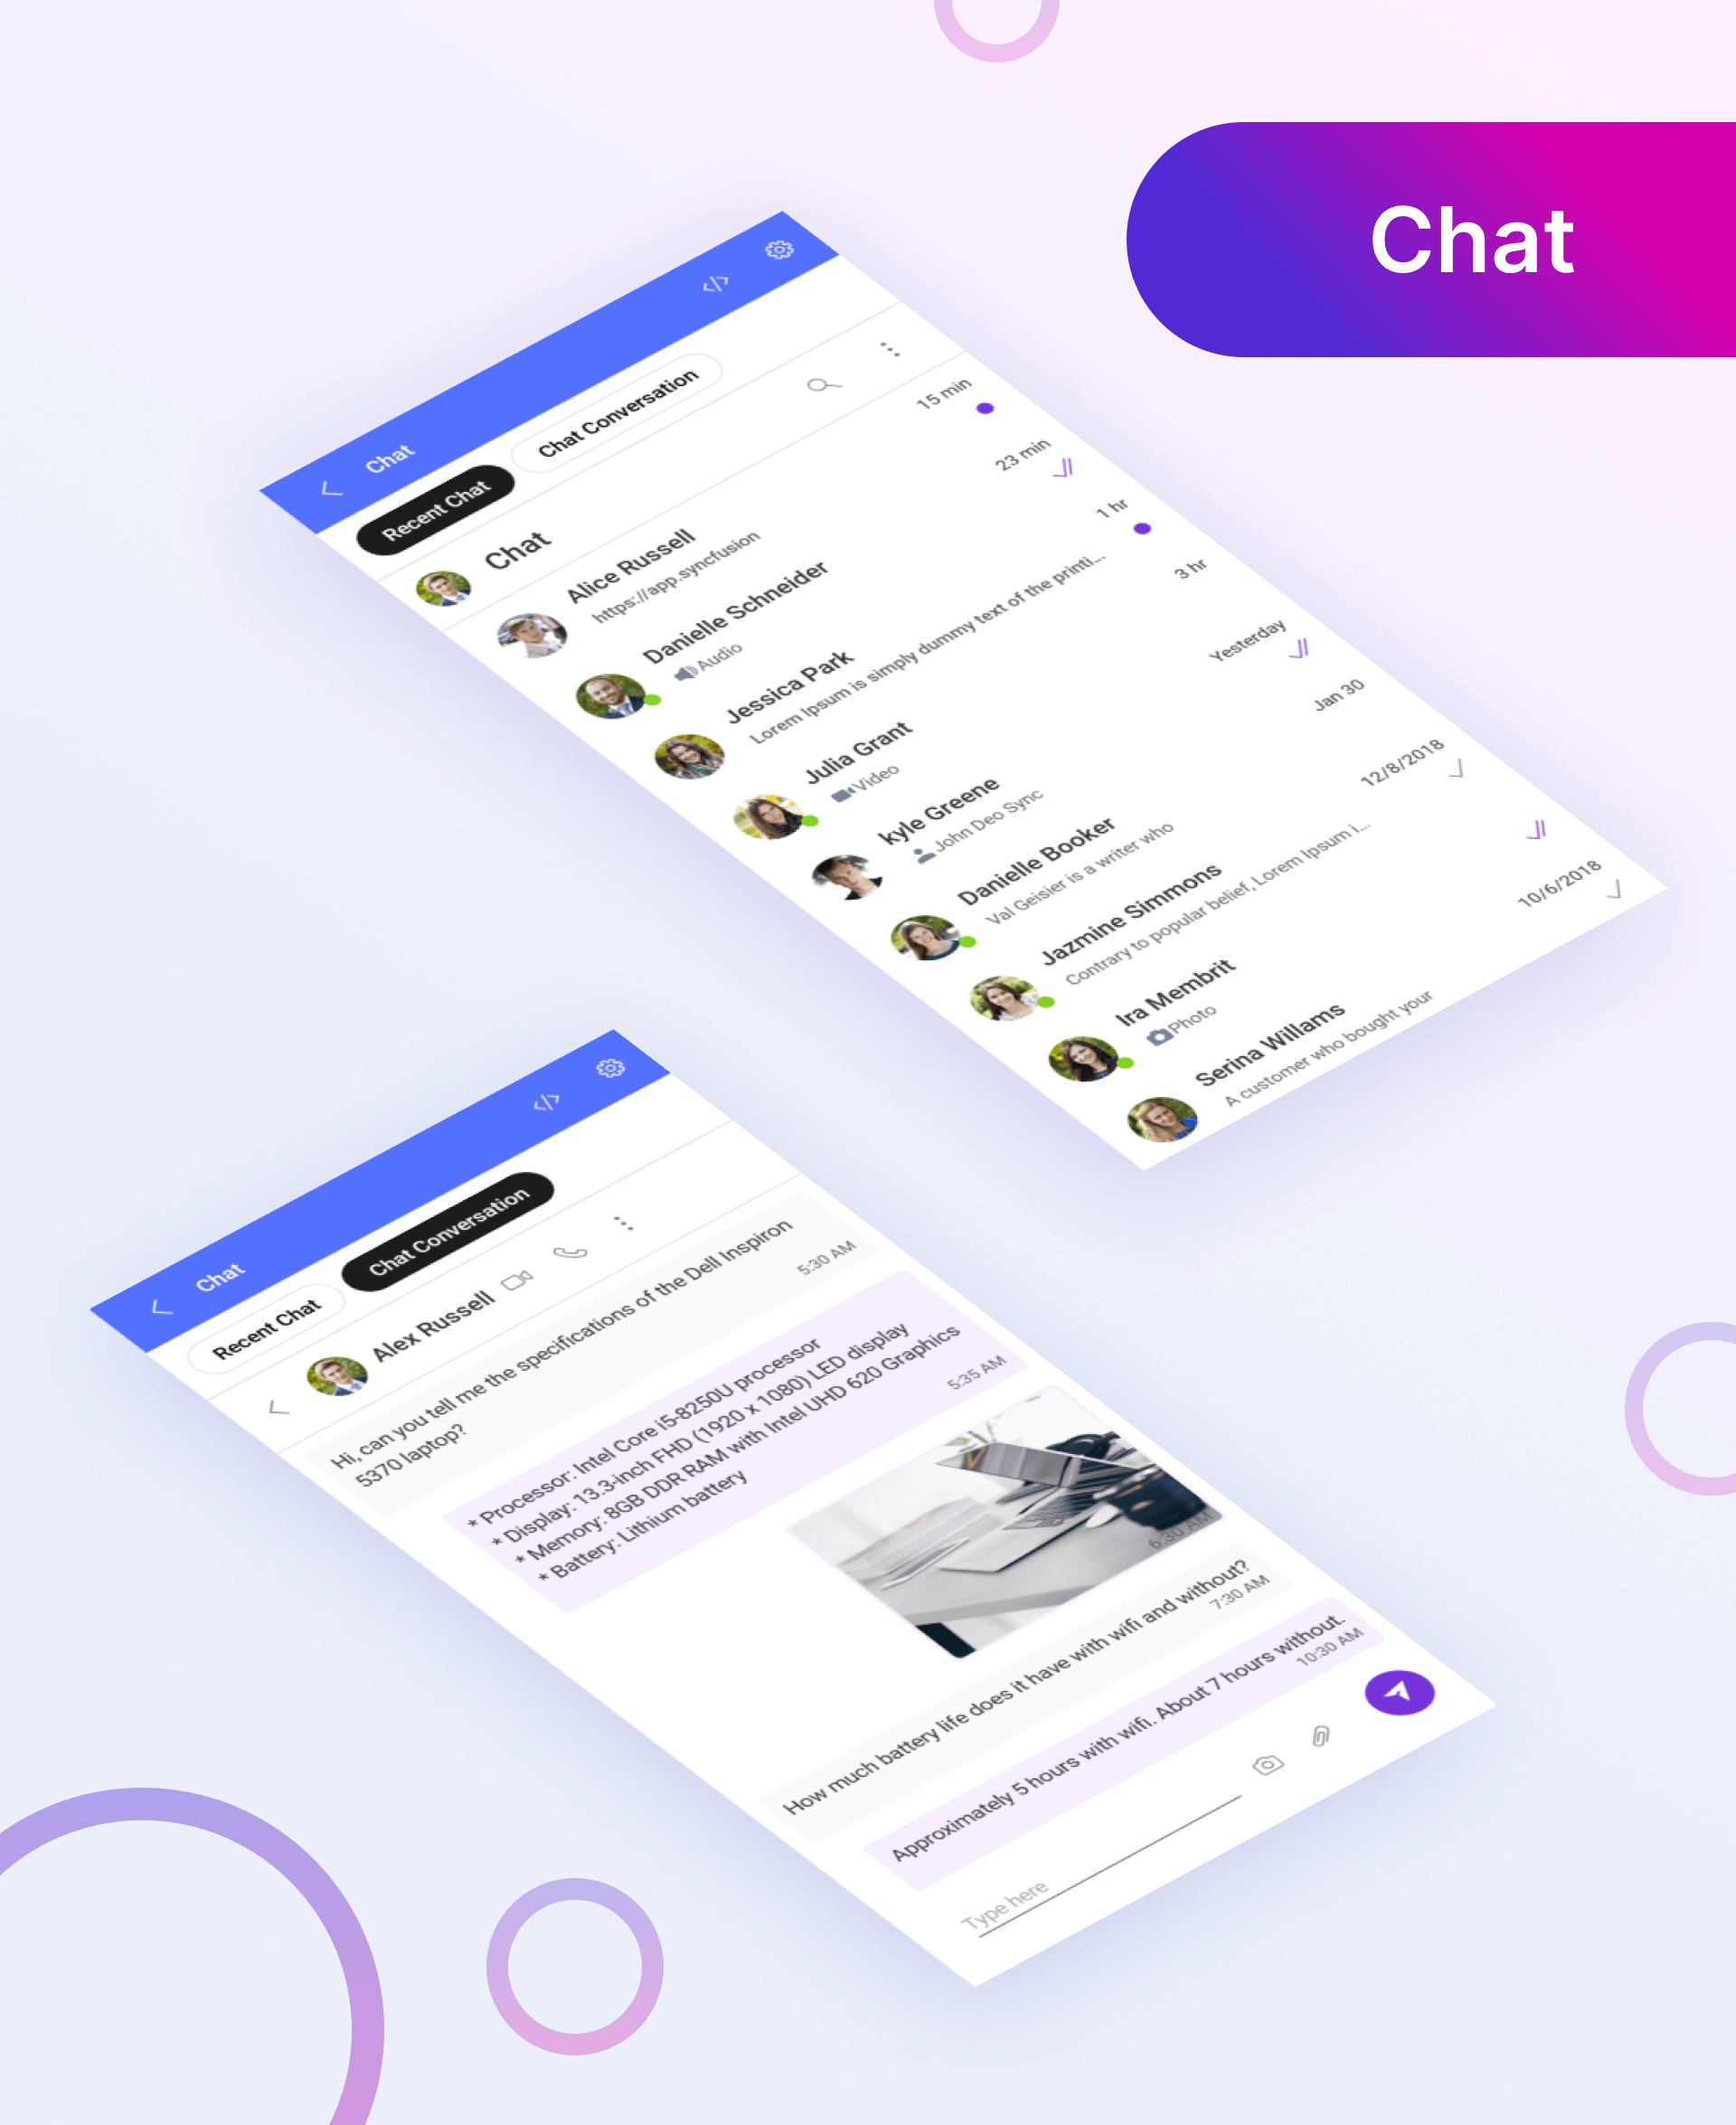 Chat
Chat
Recent Chat
Chat Conversation
Chat
Alice Russell
15 min
https://app.syncfusion
Danielle Schneider
23 min
Audio
Jessica Park
1 hr
Lorem Ipsum is simply dummy text of the printi...
Julia Grant
3 hr
Video
kyle Greene
Yesterday
John Deo Sync
Danielle Booker
Jan 30
Val Geisier is a writer who
Jazmine Simmons
12/8/2018
Contrary to popular belief, Lorem Ipsum i...
Ira Membrit
Photo
Serina Willams
10/6/2018
A customer who bought your
Chat
Recent Chat
Chat Conversation
Alex Russell
Hi, can you tell me the specifications of the Dell Inspiron
5370 laptop?
5:30 AM
* Processor: Intel Core i5-8250U processor
* Display: 13.3-inch FHD (1920 x 1080) LED display
* Memory: 8GB DDR RAM with Intel UHD 620 Graphics
* Battery: Lithium battery
5:35 AM
6:30 AM
How much battery life does it have with wifi and without?
7:30 AM
Approximately 5 hours with wifi. About 7 hours without.
10:30 AM
Type here